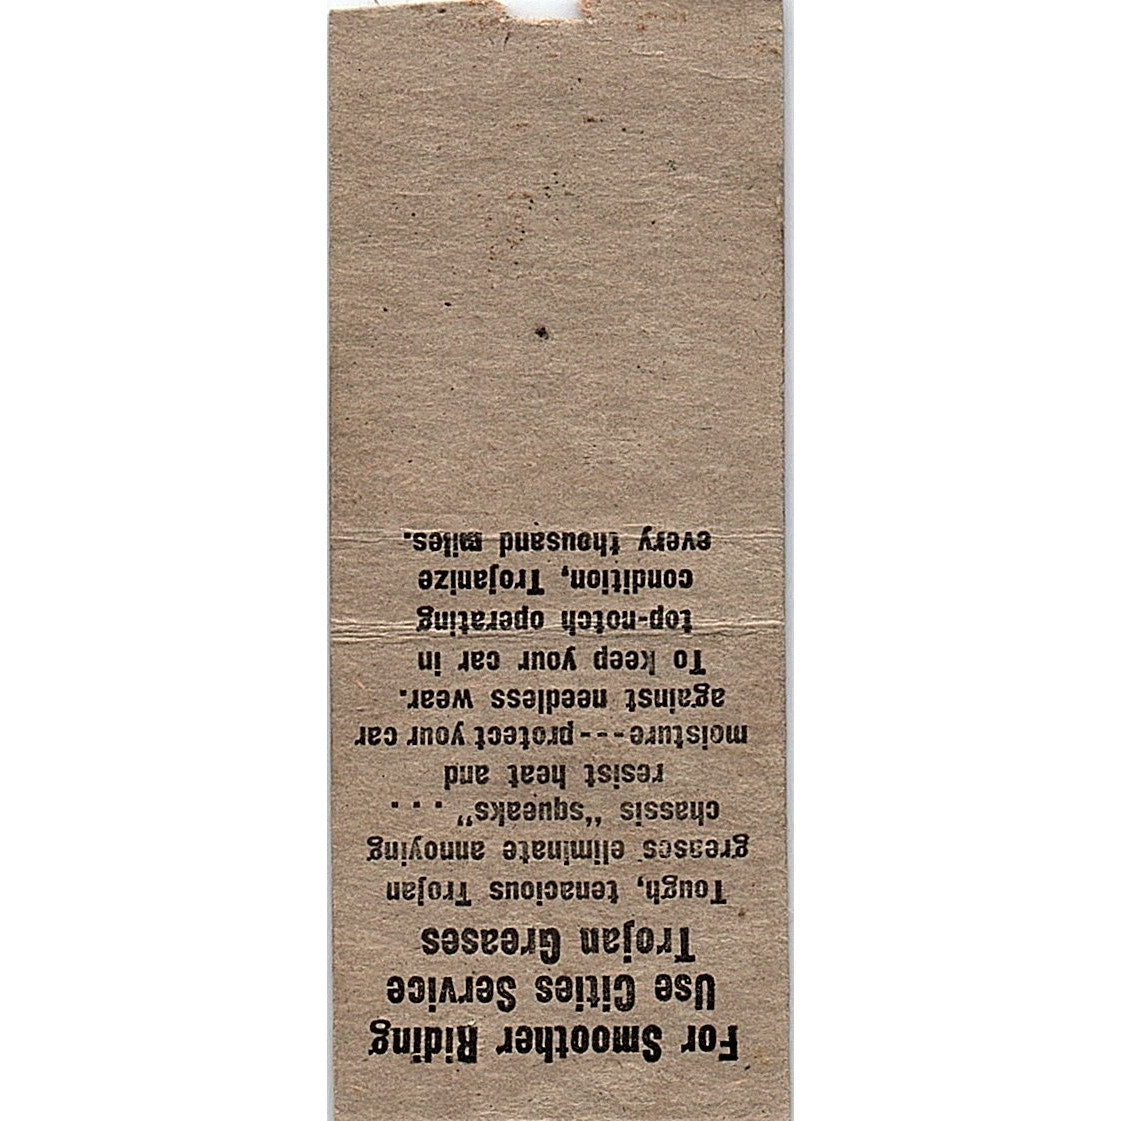 For Smoother Riding
Use Cities Service
Trojan Greases
Tough, tenacious Trojan
greases eliminate annoying
chassis "squeaks" . . .
resist heat and
moisture---protect your car
against needless wear.
To keep your car in
top-notch operating
condition, Trojanize
every thousand miles.